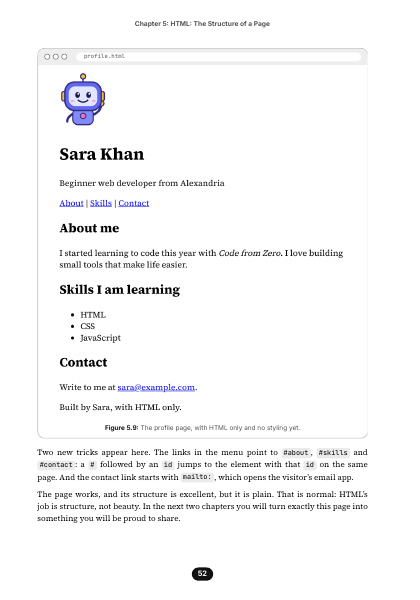 Chapter 5: HTML: The Structure of a Page
profile.html
Sara Khan
Beginner web developer from Alexandria
About | Skills | Contact
About me
I started learning to code this year with Code from Zero. I love building
small tools that make life easier.
Skills I am learning
HTML
CSS
JavaScript
Contact
Write to me at sara@example.com.
Built by Sara, with HTML only.
Figure 5.9: The profile page, with HTML only and no styling yet.
Two new tricks appear here. The links in the menu point to #about, #skills and
#contact: a # followed by an id jumps to the element with that id on the same
page. And the contact link starts with mailto:, which opens the visitor's email app.
The page works, and its structure is excellent, but it is plain. That is normal: HTML's
job is structure, not beauty. In the next two chapters you will turn exactly this page into
something you will be proud to share.
52